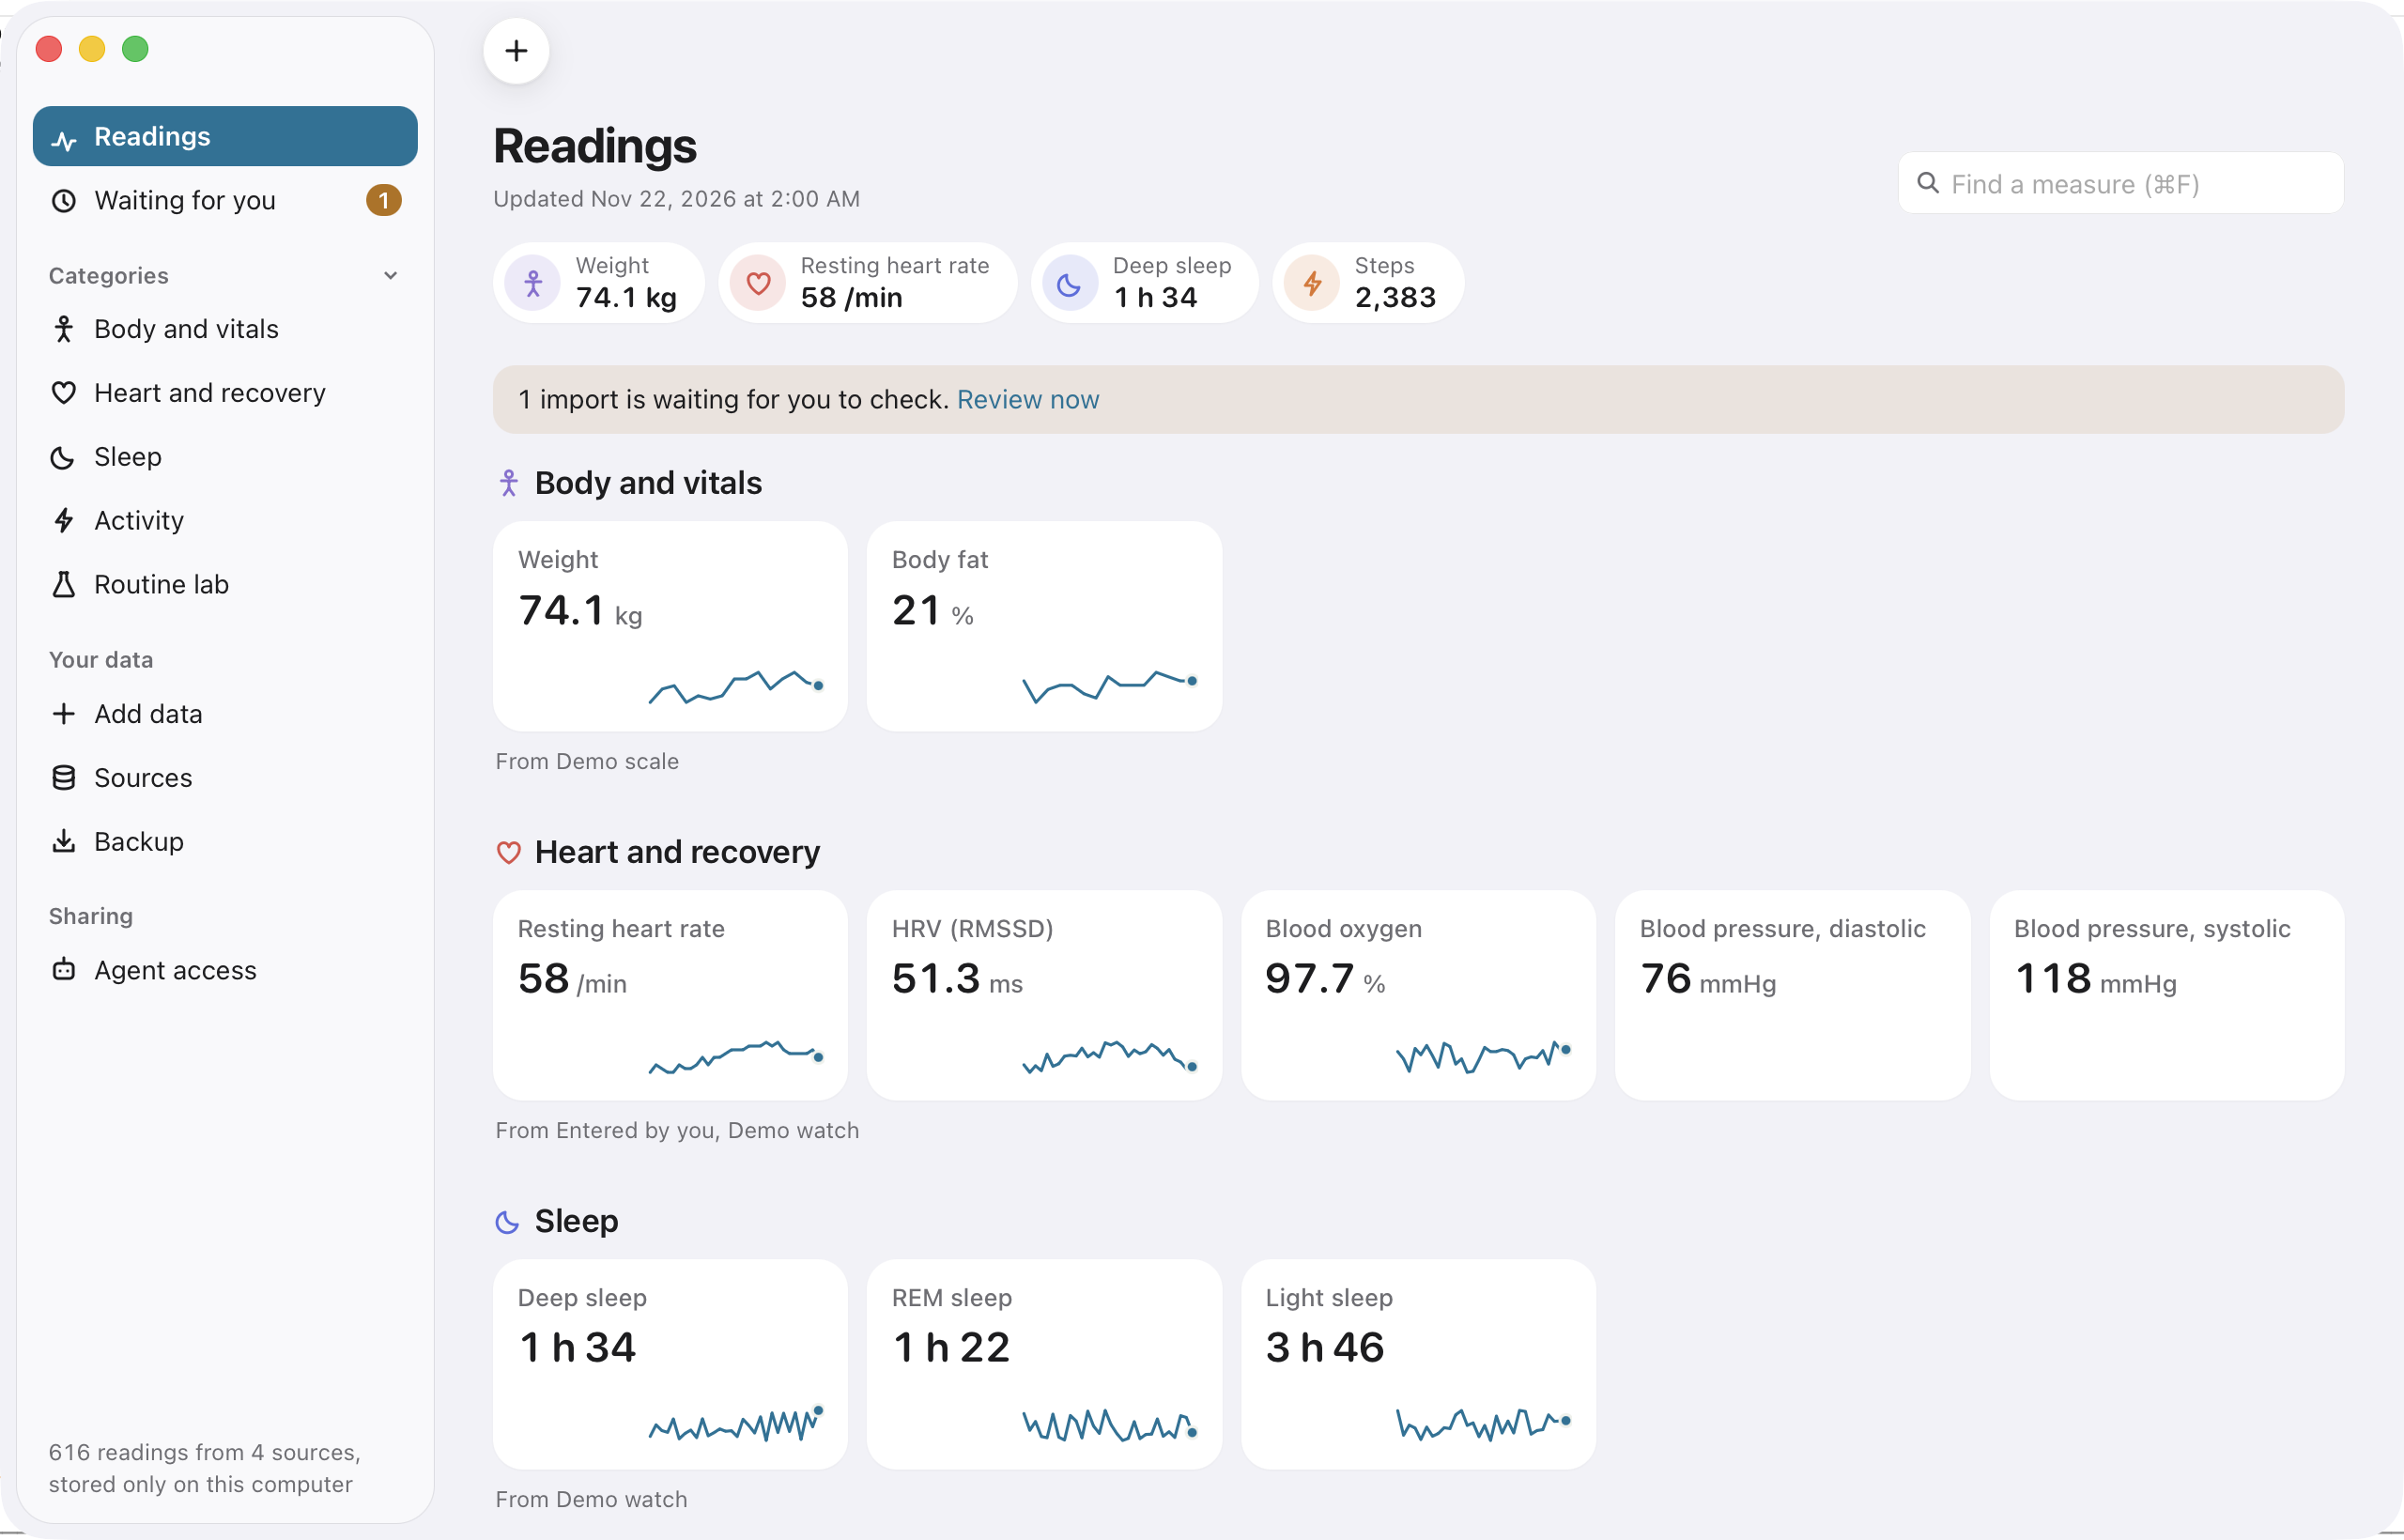 Readings
Waiting for you 1
Categories
Body and vitals
Heart and recovery
Sleep
Activity
Routine lab
Your data
Add data
Sources
Backup
Sharing
Agent access
616 readings from 4 sources,
stored only on this computer
Readings
Updated Nov 22, 2026 at 2:00 AM
Find a measure (⌘F)
Weight
74.1 kg
Resting heart rate
58 /min
Deep sleep
1 h 34
Steps
2,383
1 import is waiting for you to check. Review now
Body and vitals
Weight
74.1 kg
Body fat
21 %
From Demo scale
Heart and recovery
Resting heart rate
58 /min
HRV (RMSSD)
51.3 ms
Blood oxygen
97.7 %
Blood pressure, diastolic
76 mmHg
Blood pressure, systolic
118 mmHg
From Entered by you, Demo watch
Sleep
Deep sleep
1 h 34
REM sleep
1 h 22
Light sleep
3 h 46
From Demo watch